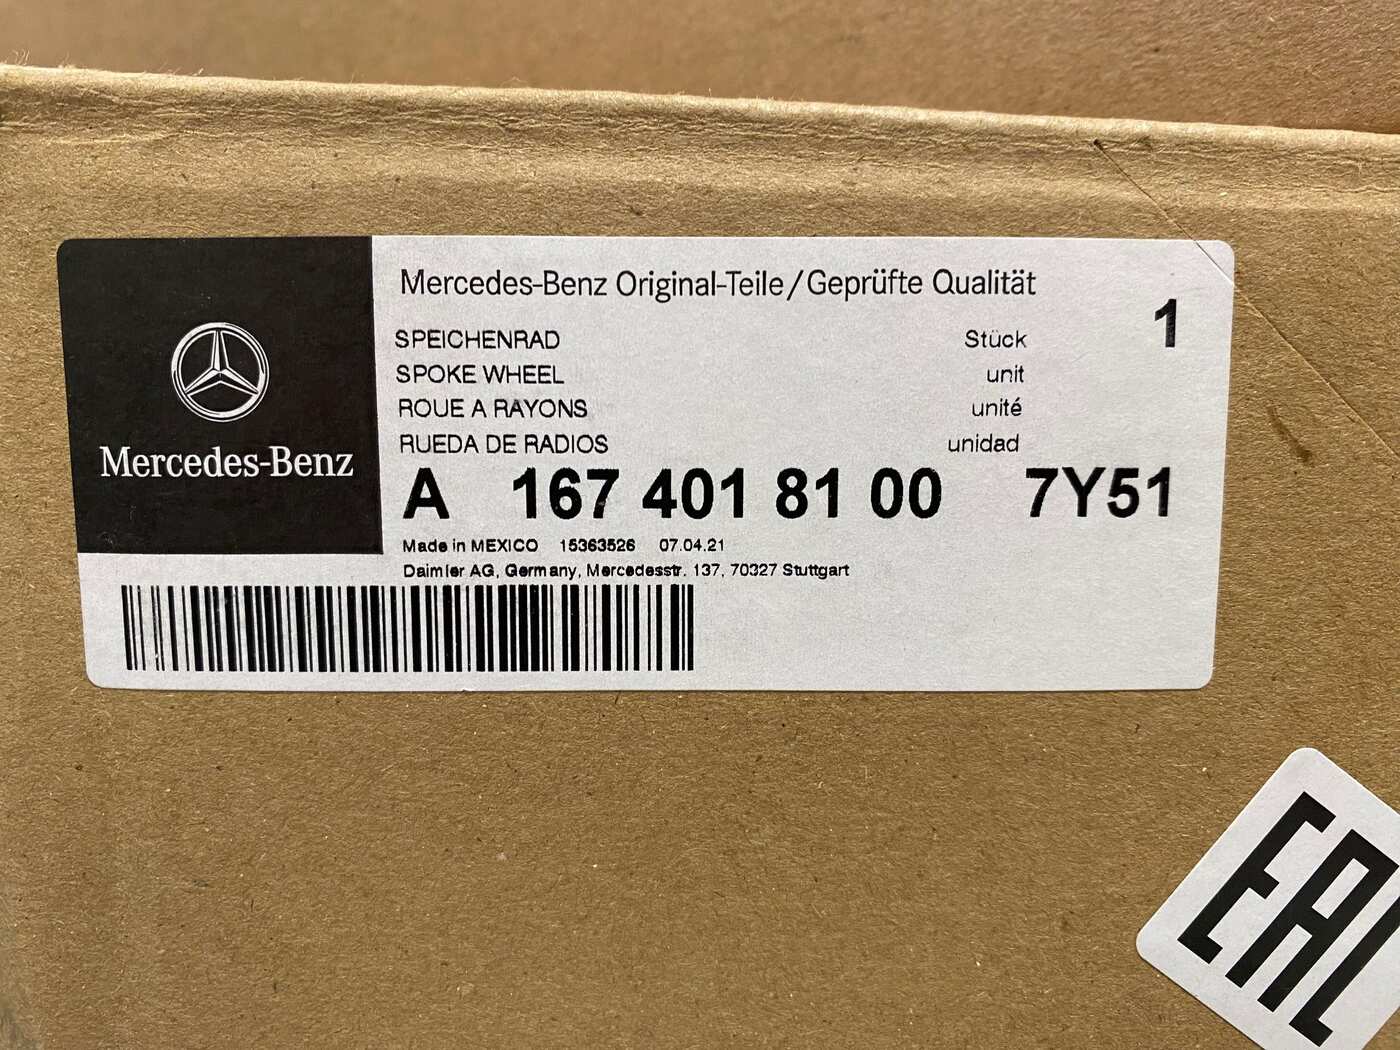 Mercedes-Benz
Mercedes-Benz Original-Teile/Geprüfte Qualität
1
SPEICHENRAD Stück
SPOKE WHEEL unit
ROUE A RAYONS unité
RUEDA DE RADIOS unidad
A 167 401 81 00 7Y51
Made in MEXICO 15363526 07.04.21
Daimler AG, Germany, Mercedesstr. 137, 70327 Stuttgart
EAC